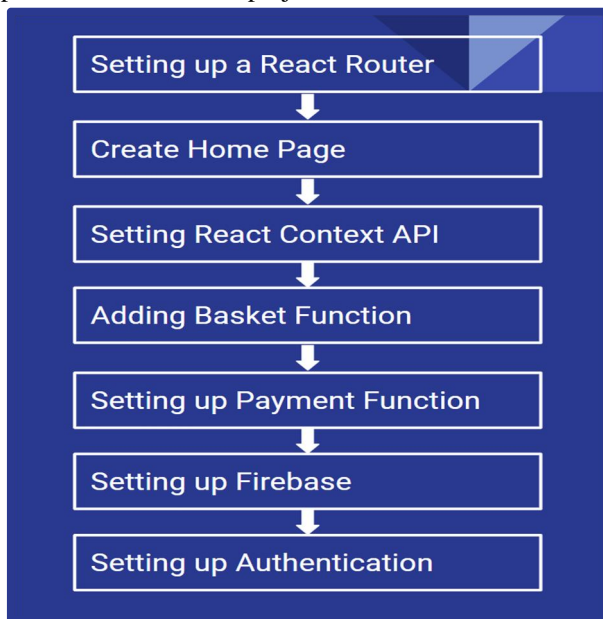 Setting up a React Router
Create Home Page
Setting React Context API
Adding Basket Function
Setting up Payment Function
Setting up Firebase
Setting up Authentication